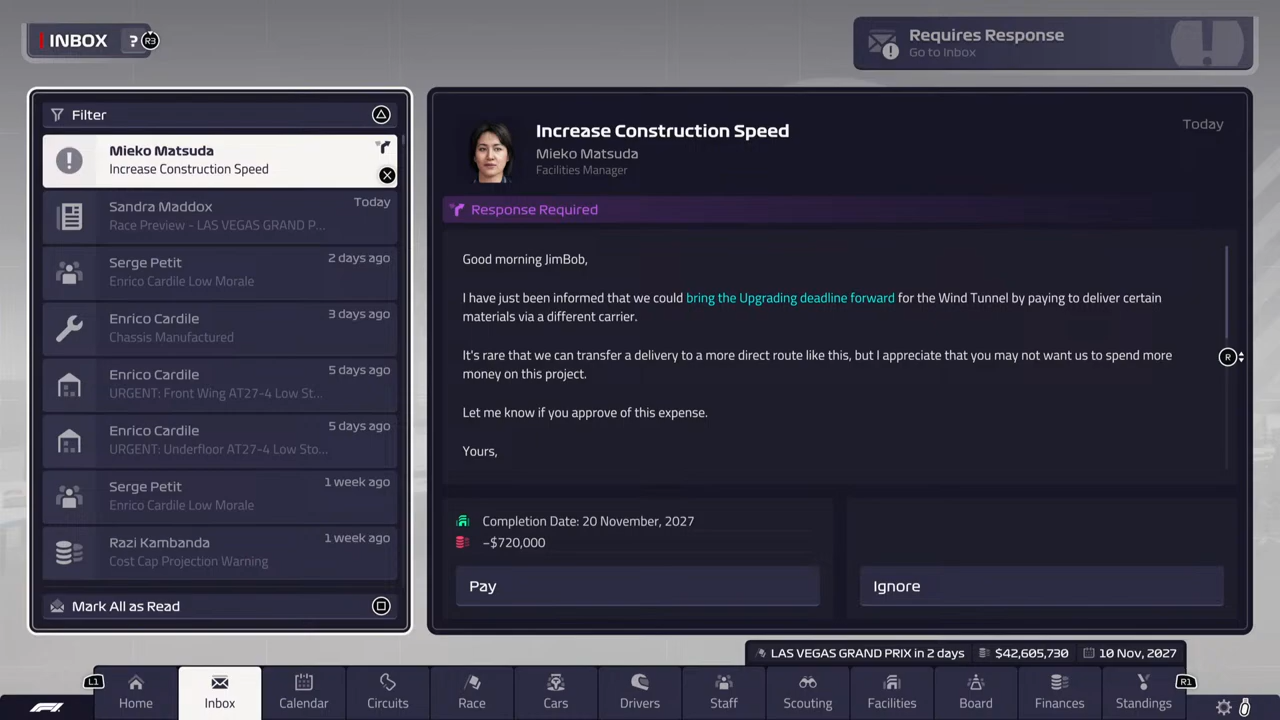 INBOX
?
R3
Requires Response
Go to Inbox
Filter
Mieko Matsuda
Increase Construction Speed
Sandra Maddox
Today
Race Preview - LAS VEGAS GRAND P...
Serge Petit
2 days ago
Enrico Cardile Low Morale
Enrico Cardile
3 days ago
Chassis Manufactured
Enrico Cardile
5 days ago
URGENT: Front Wing AT27-4 Low St...
Enrico Cardile
5 days ago
URGENT: Underfloor AT27-4 Low Sto...
Serge Petit
1 week ago
Enrico Cardile Low Morale
Razi Kambanda
1 week ago
Cost Cap Projection Warning
Mark All as Read
Increase Construction Speed
Today
Mieko Matsuda
Facilities Manager
Response Required
Good morning JimBob,
I have just been informed that we could bring the Upgrading deadline forward for the Wind Tunnel by paying to deliver certain
materials via a different carrier.
It's rare that we can transfer a delivery to a more direct route like this, but I appreciate that you may not want us to spend more
money on this project.
R
Let me know if you approve of this expense.
Yours,
Completion Date: 20 November, 2027
-$720,000
Pay
Ignore
LAS VEGAS GRAND PRIX in 2 days
$42,605,730
10 Nov, 2027
L1
Home
Inbox
Calendar
Circuits
Race
Cars
Drivers
Staff
Scouting
Facilities
Board
Finances
Standings
R1